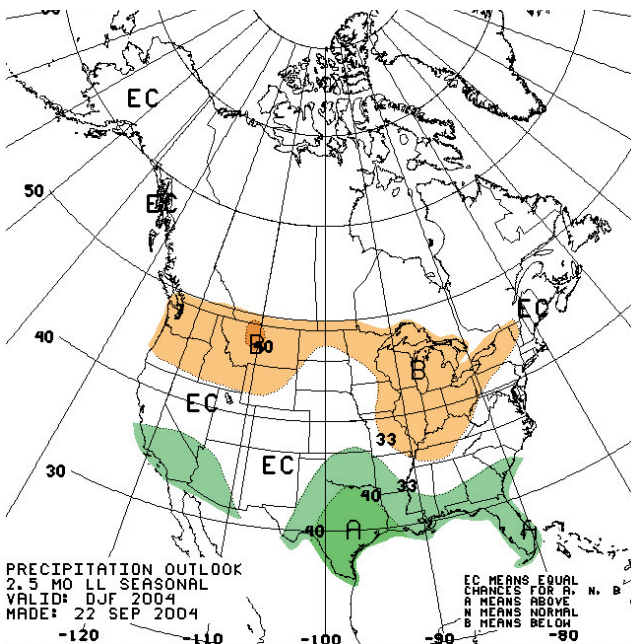 EC
50
EC
EC
40
B
40
B
EC
33
EC
33
40
30
A
A
40
PRECIPITATION OUTLOOK
2.5 MO LL SEASONAL
VALID: DJF 2004
MADE: 22 SEP 2004
EC MEANS EQUAL
CHANCES FOR A, N, B
A MEANS ABOVE
N MEANS NORMAL
B MEANS BELOW
-120
-110
-100
-90
-80